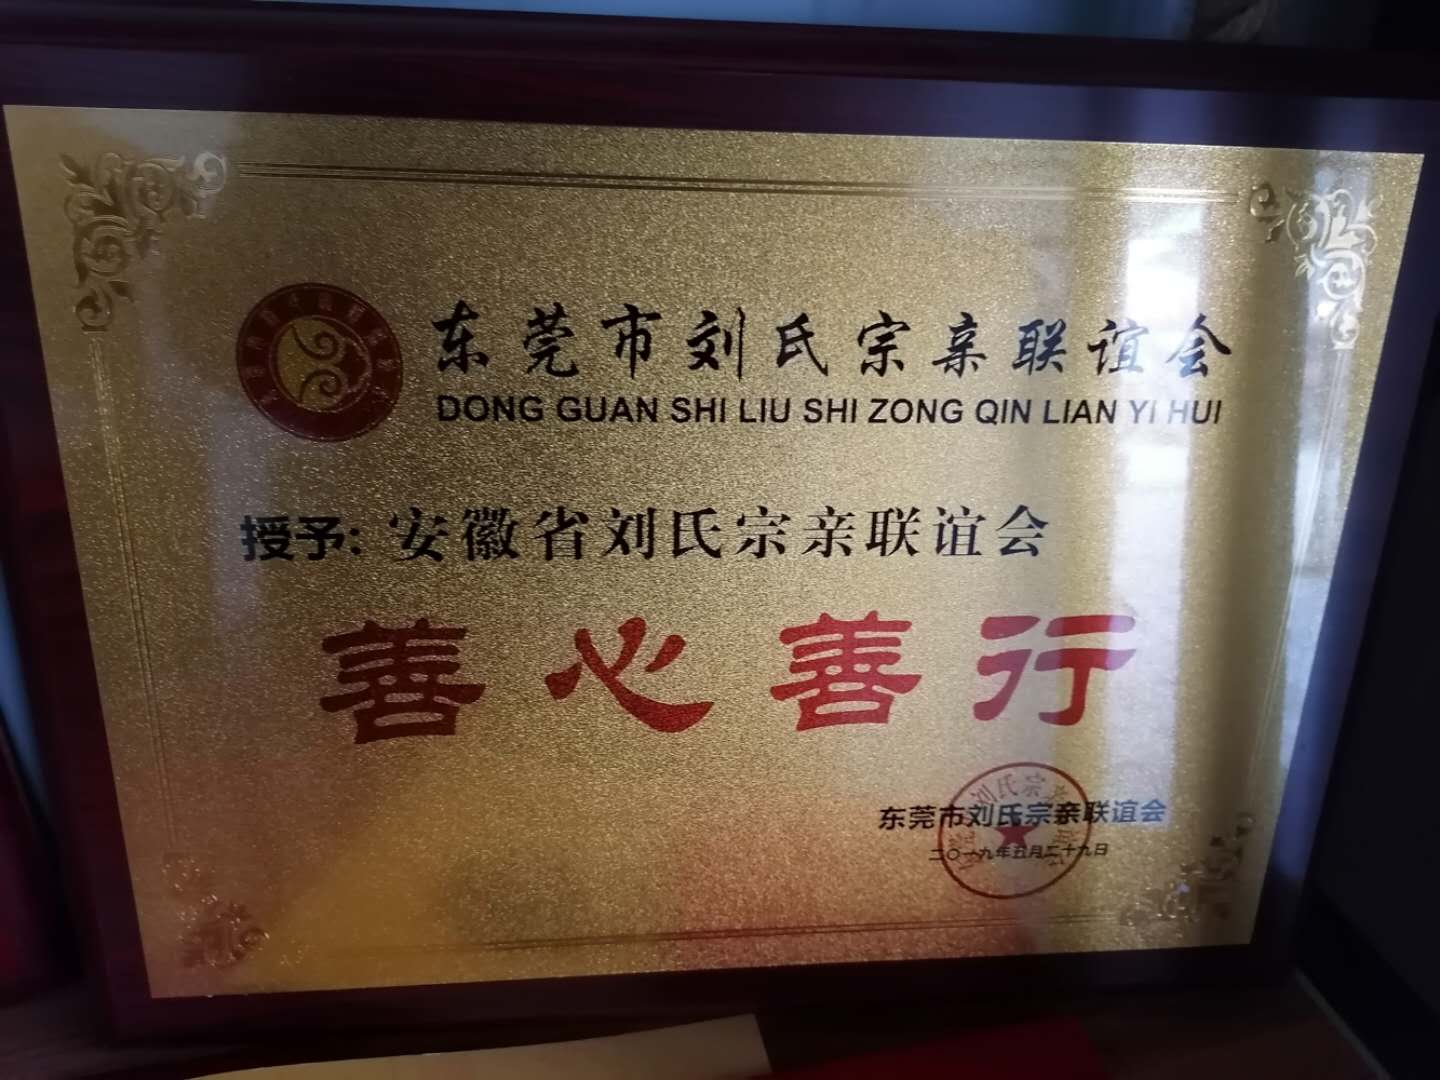 东莞市刘氏宗亲联谊会
DONG GUAN SHI LIU SHI ZONG QIN LIAN YI HUI
授予: 安徽省刘氏宗亲联谊会
善心善行
东莞市刘氏宗亲联谊会
二〇一九年五月二十九日